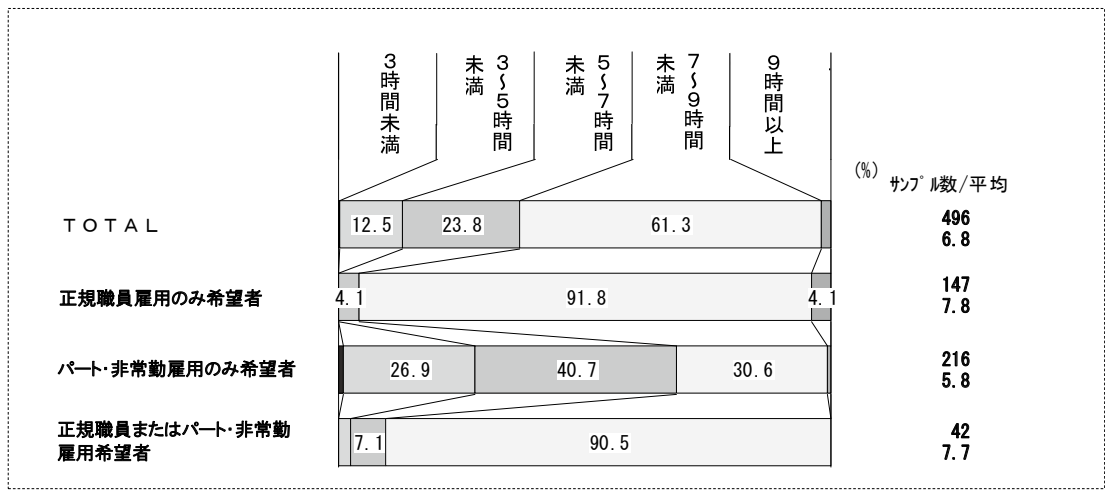 3時間未満
3～5時間
未満
5～7時間
未満
7～9時間
未満
9時間以上
(%)
ｻﾝﾌﾟﾙ数/平均
ＴＯＴＡＬ
12.5
23.8
61.3
496
6.8
正規職員雇用のみ希望者
4.1
91.8
4.1
147
7.8
パート・非常勤雇用のみ希望者
26.9
40.7
30.6
216
5.8
正規職員またはパート・非常勤
雇用希望者
7.1
90.5
42
7.7